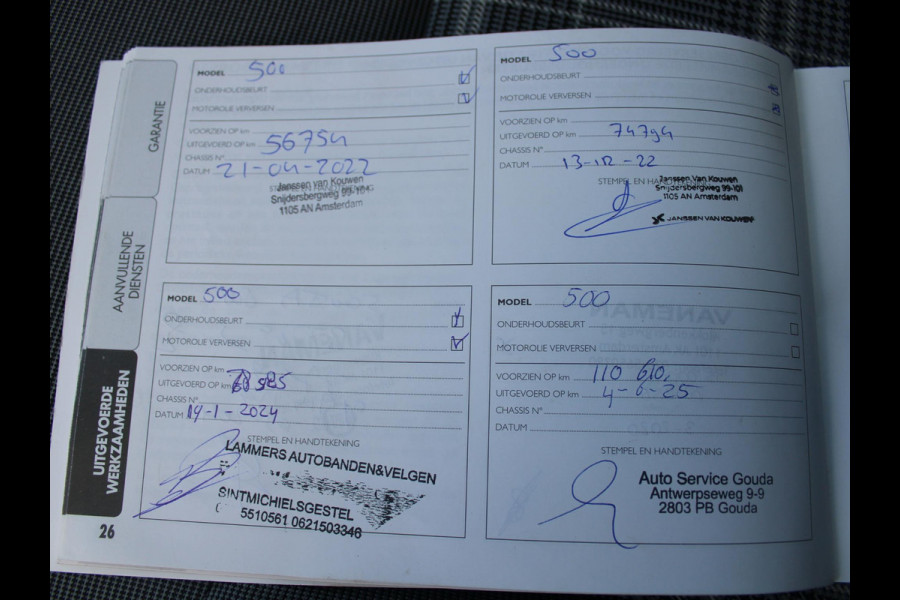 GARANTIE
AANVULLENDE
DIENSTEN
UITGEVOERDE
WERKZAAMHEDEN
26
MODEL 500
ONDERHOUDSBEURT
MOTOROLIE VERVERSEN
VOORZIEN OP km
UITGEVOERD OP km 56754
CHASSIS N°
DATUM 21-04-2022
STEMPEL EN HANDTEKENING
Janssen van Kouwen
Snijdersbergweg 99-101
1105 AN Amsterdam
MODEL 500
ONDERHOUDSBEURT
MOTOROLIE VERVERSEN
VOORZIEN OP km
UITGEVOERD OP km 74794
CHASSIS N°
DATUM 13-12-22
STEMPEL EN HANDTEKENING
Janssen Van Kouwen
Snijdersbergweg 99-101
1105 AN Amsterdam
JANSSEN VAN KOUWEN
MODEL 500
ONDERHOUDSBEURT
MOTOROLIE VERVERSEN
VOORZIEN OP km
UITGEVOERD OP km
CHASSIS N°
DATUM 19-1-2024
STEMPEL EN HANDTEKENING
LAMMERS AUTOBANDEN&VELGEN
SINTMICHIELSGESTEL
5510561 0621503346
MODEL 500
ONDERHOUDSBEURT
MOTOROLIE VERVERSEN
VOORZIEN OP km 110 610,
UITGEVOERD OP km 4-6-25
CHASSIS N°
DATUM
STEMPEL EN HANDTEKENING
Auto Service Gouda
Antwerpseweg 9-9
2803 PB Gouda